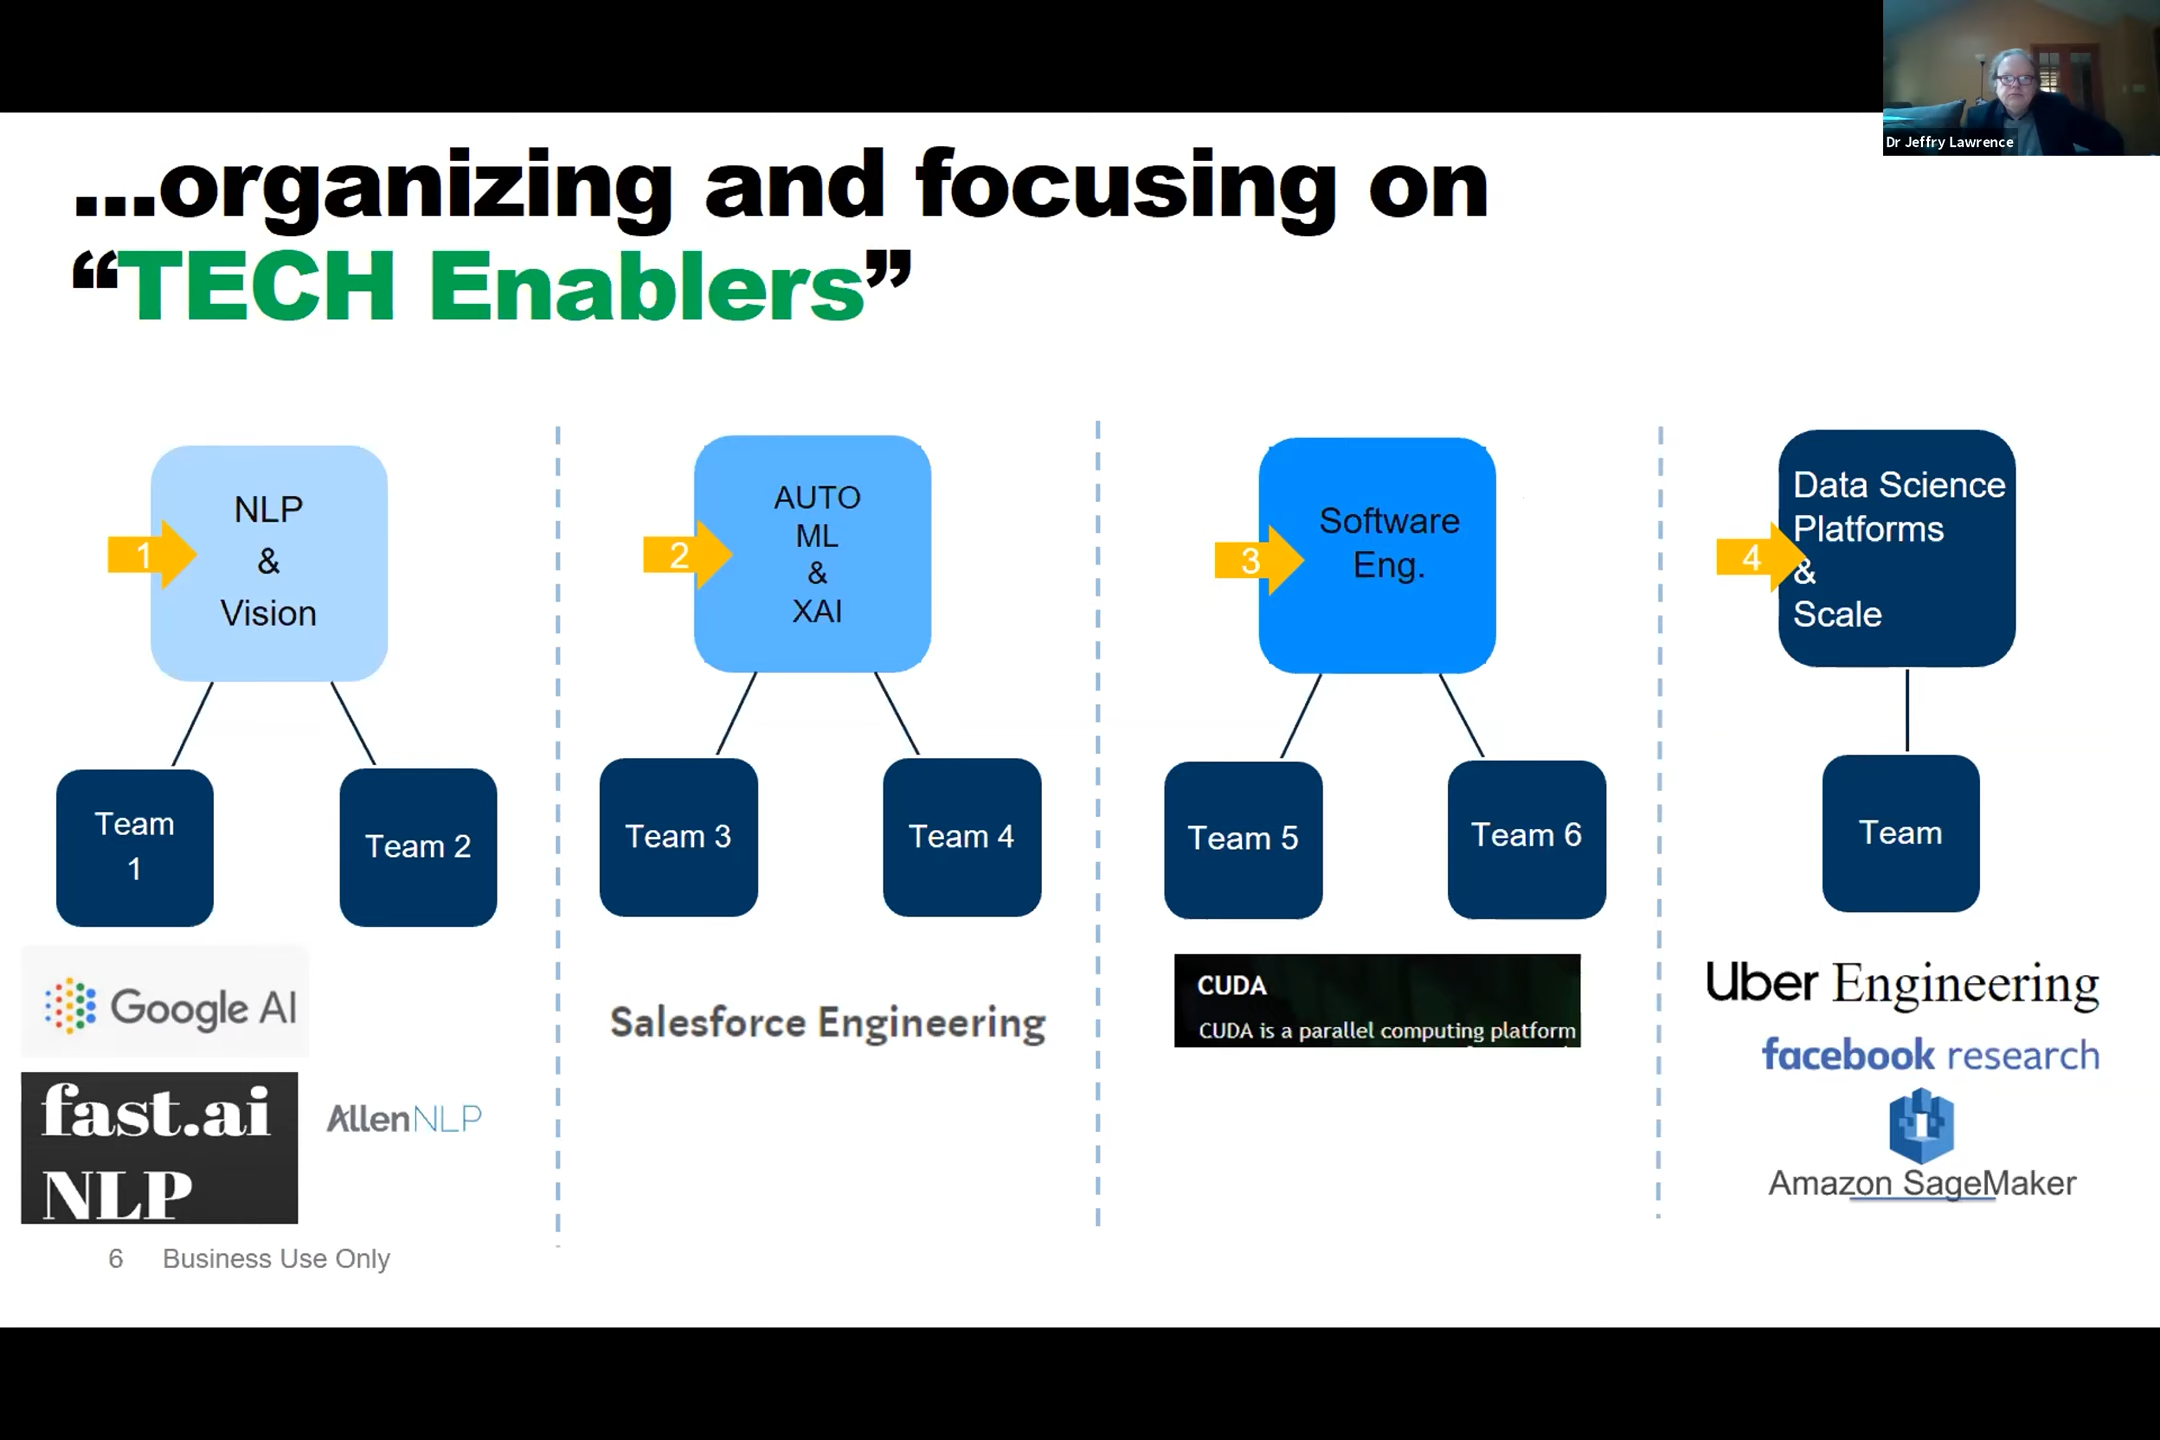 Dr Jeffry Lawrence
...organizing and focusing on
“TECH Enablers”
1
NLP
&
Vision
Team
1
Team 2
Google AI
fast.ai
NLP
AllenNLP
2
AUTO
ML
&
XAI
Team 3
Team 4
Salesforce Engineering
3
Software
Eng.
Team 5
Team 6
CUDA
CUDA is a parallel computing platform
4
Data Science
Platforms
&
Scale
Team
Uber Engineering
facebook research
Amazon SageMaker
6 Business Use Only